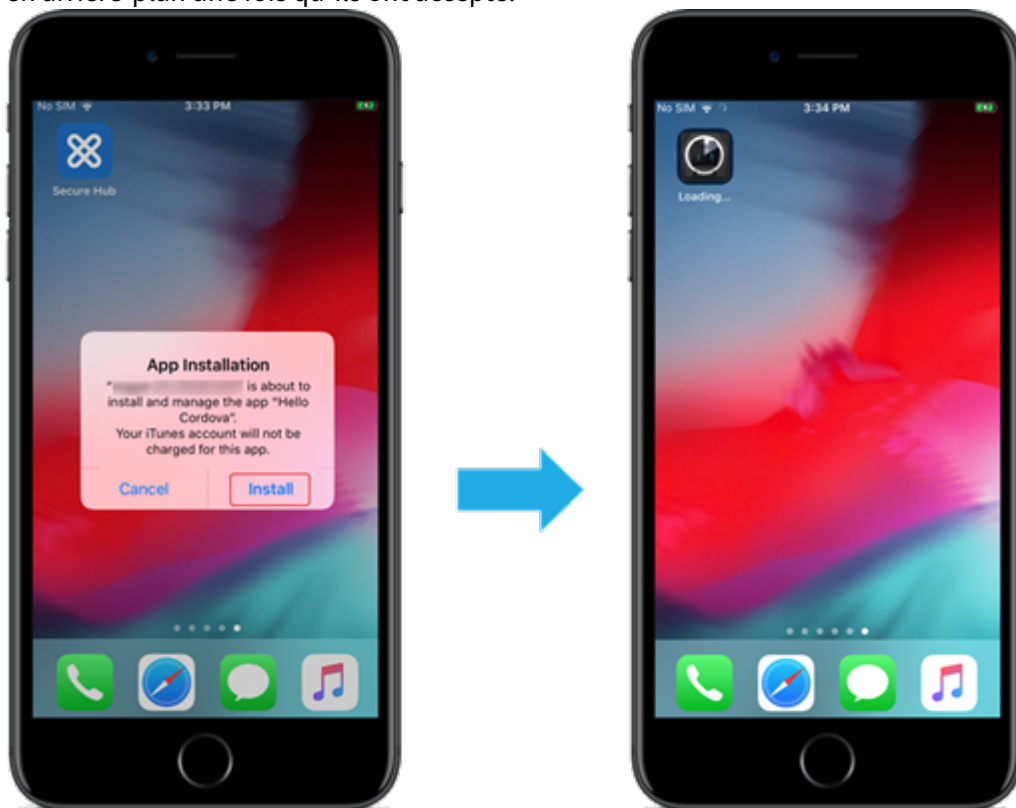 en arrière-plan une fois qu'ils ont accepté.
No SIM
3:33 PM
Secure Hub
App Installation
" is about to
install and manage the app "Hello
Cordova".
Your iTunes account will not be
charged for this app.
Cancel
Install
No SIM
3:34 PM
Loading...